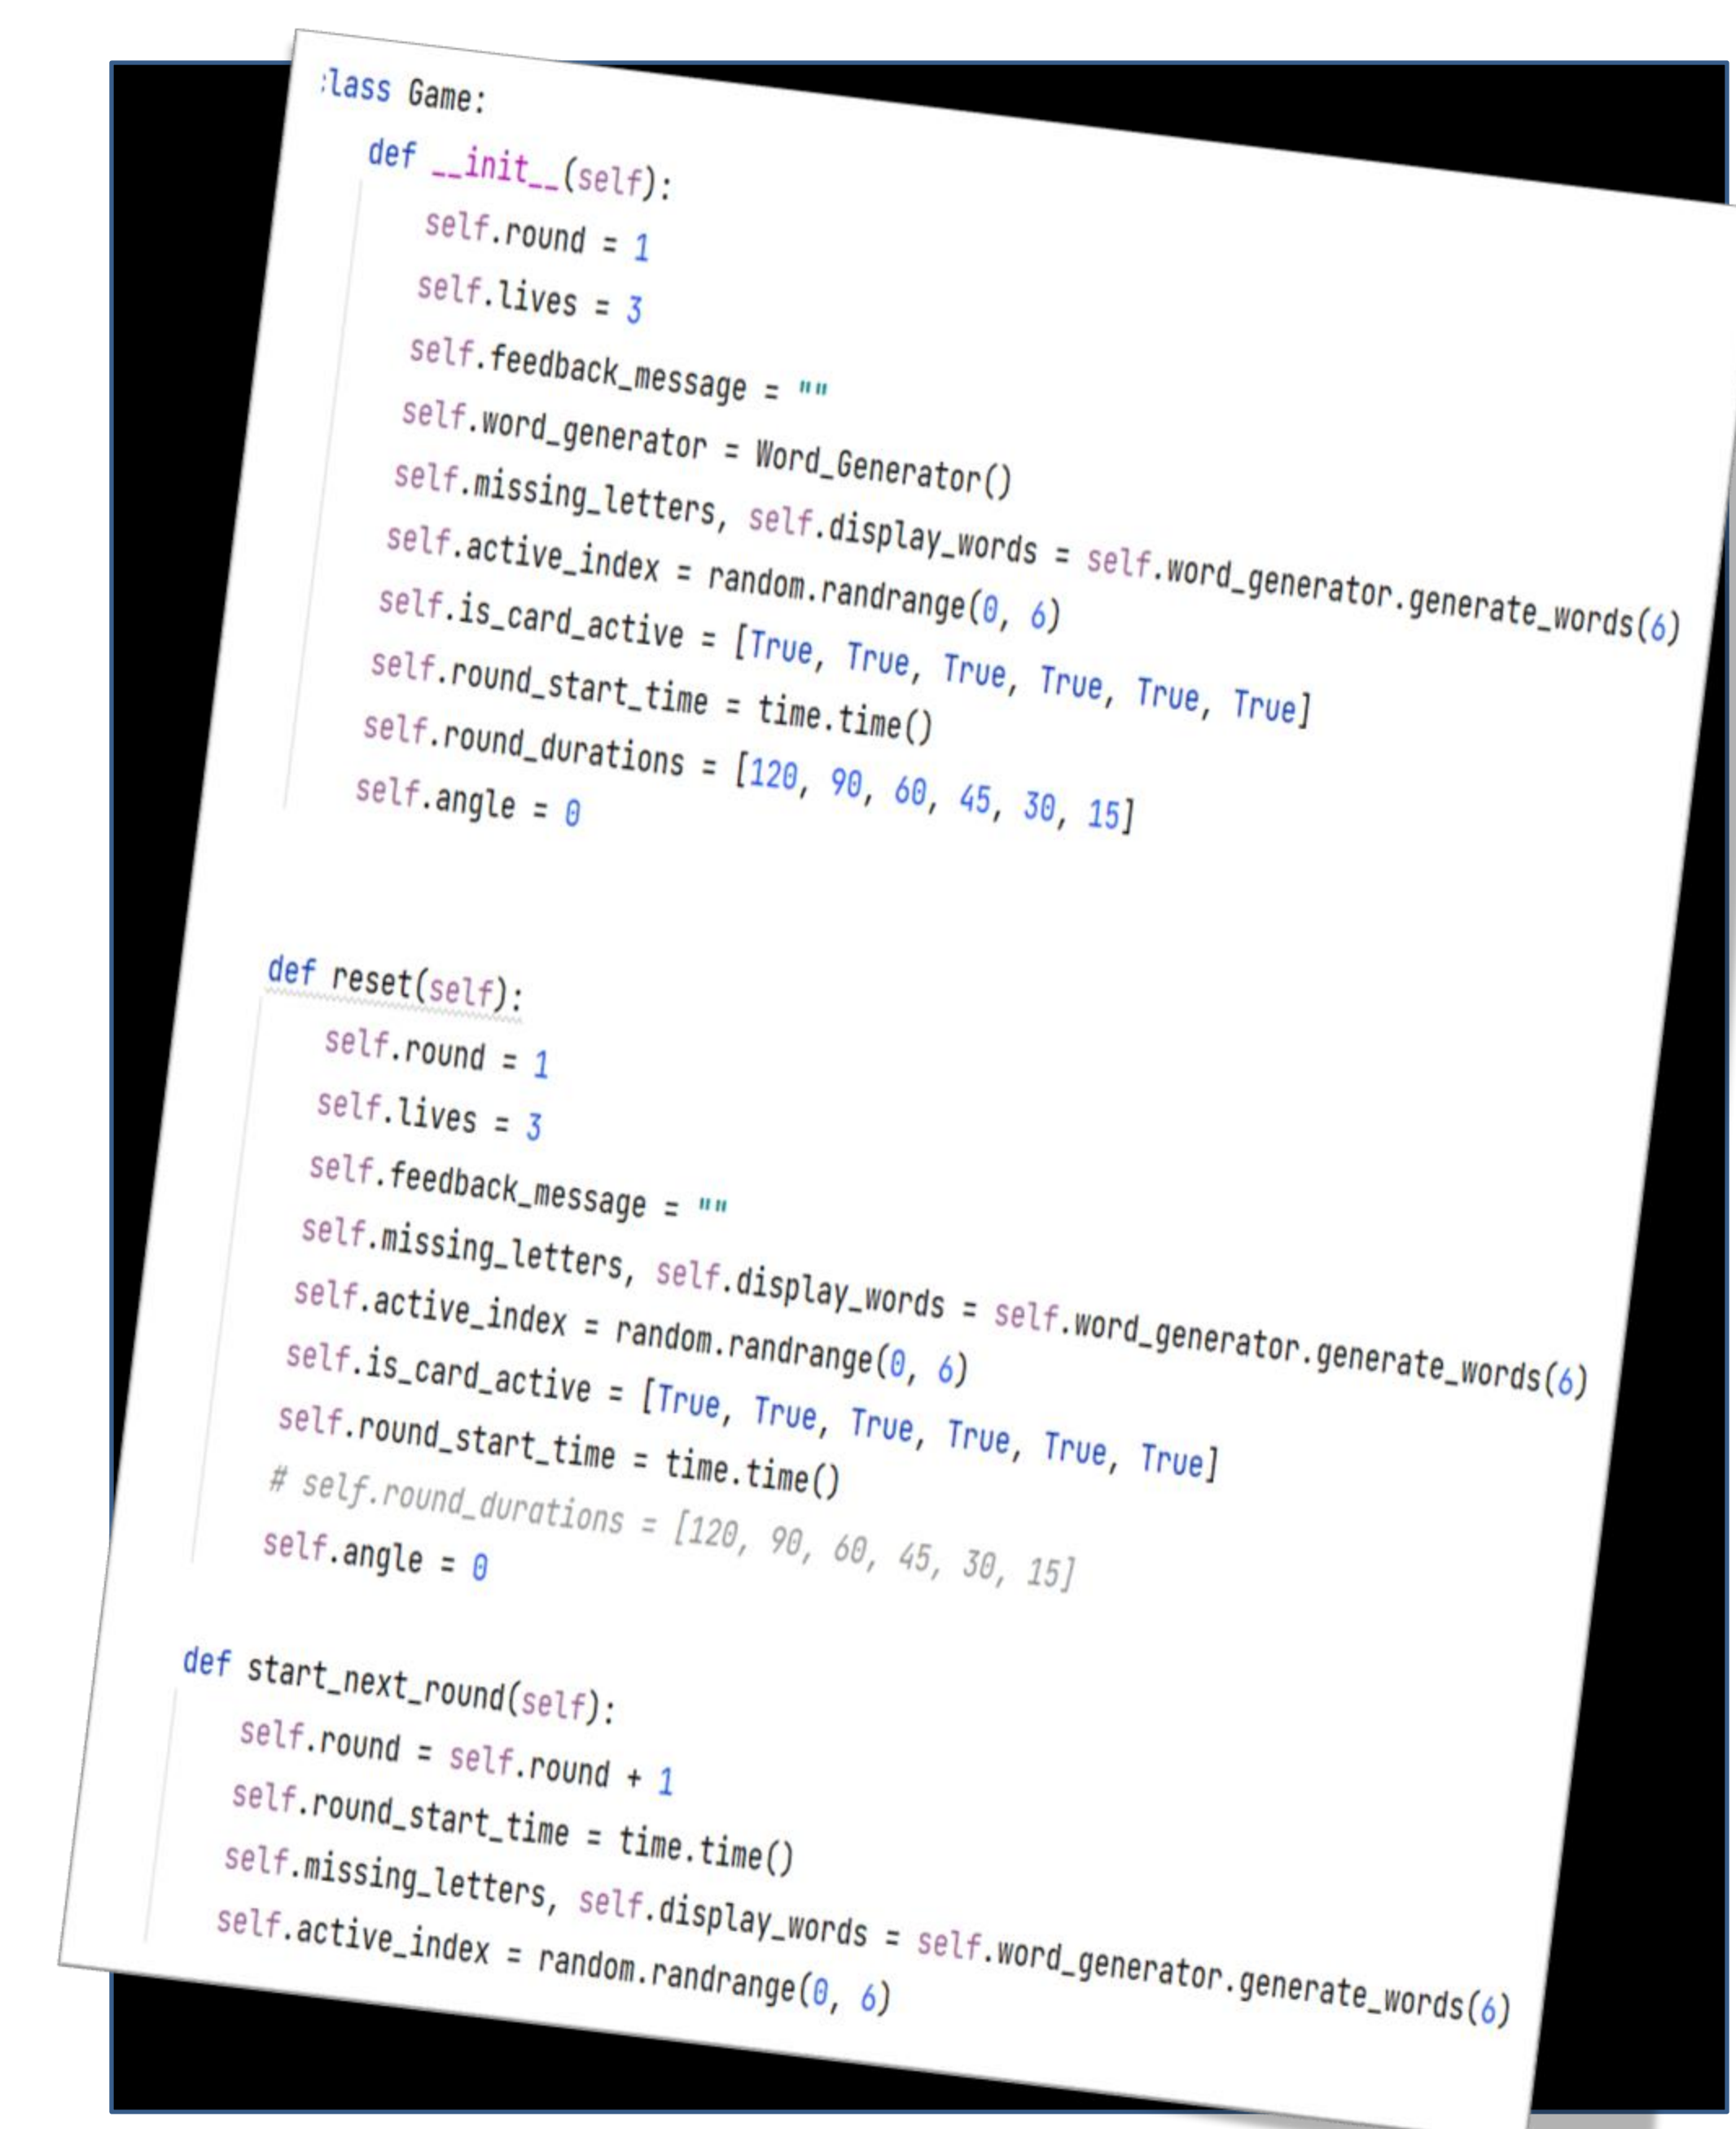 class Game:
    def __init__(self):
        self.round = 1
        self.lives = 3
        self.feedback_message = ""
        self.word_generator = Word_Generator()
        self.missing_letters, self.display_words = self.word_generator.generate_words(6)
        self.active_index = random.randrange(0, 6)
        self.is_card_active = [True, True, True, True, True, True]
        self.round_start_time = time.time()
        self.round_durations = [120, 90, 60, 45, 30, 15]
        self.angle = 0
    def reset(self):
        self.round = 1
        self.lives = 3
        self.feedback_message = ""
        self.missing_letters, self.display_words = self.word_generator.generate_words(6)
        self.active_index = random.randrange(0, 6)
        self.is_card_active = [True, True, True, True, True, True]
        self.round_start_time = time.time()
        # self.round_durations = [120, 90, 60, 45, 30, 15]
        self.angle = 0
    def start_next_round(self):
        self.round = self.round + 1
        self.round_start_time = time.time()
        self.missing_letters, self.display_words = self.word_generator.generate_words(6)
        self.active_index = random.randrange(0, 6)